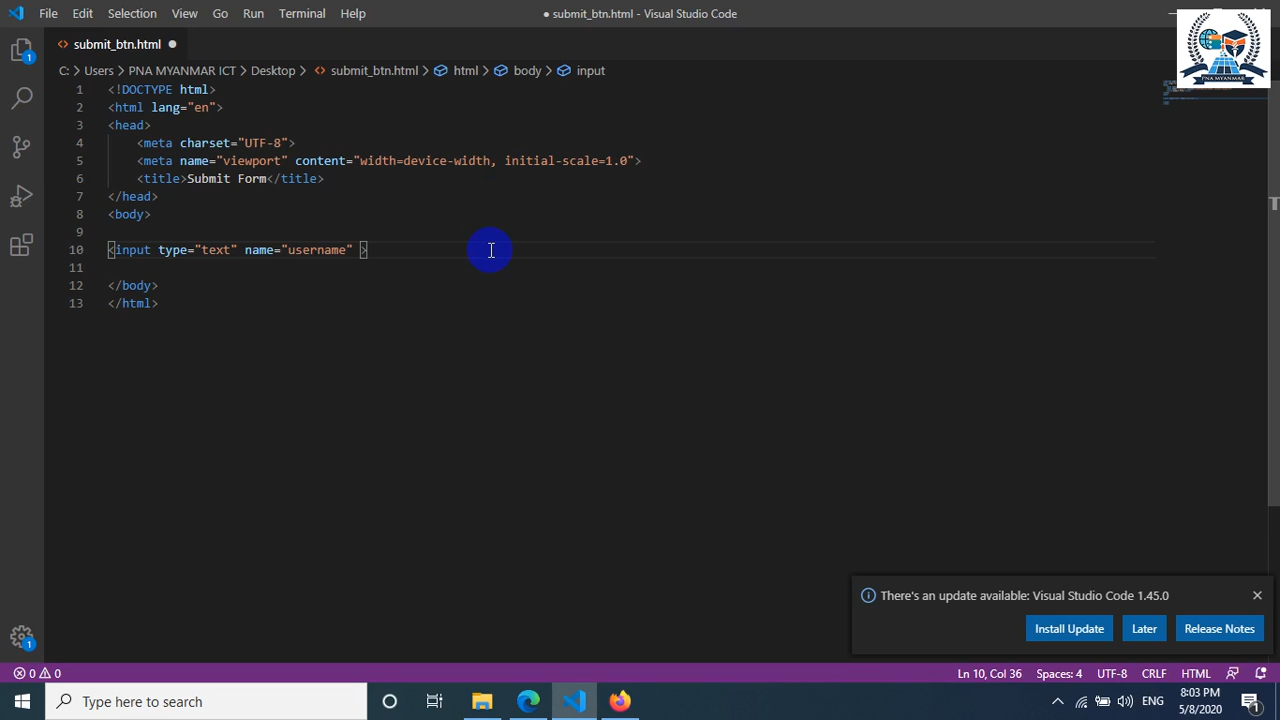 File Edit Selection View Go Run Terminal Help
● submit_btn.html - Visual Studio Code
PNA MYANMAR
<> submit_btn.html ●
C: > Users > PNA MYANMAR ICT > Desktop > <> submit_btn.html > html > > input
1 <!DOCTYPE html>
2 <html lang="en">
3 <head>
4     <meta charset="UTF-8">
5     <meta name="viewport" content="width=device-width, initial-scale=1.0">
6     <title>Submit Form</title>
7 </head>
8 <body>
9
10 <input type="text" name="username" >
11
12 </body>
13 </html>
There's an update available: Visual Studio Code 1.45.0
Install Update Later Release Notes
1
1
0 0 Ln 10, Col 36 Spaces: 4 UTF-8 CRLF HTML
Type here to search
ENG 8:03 PM
5/8/2020 1